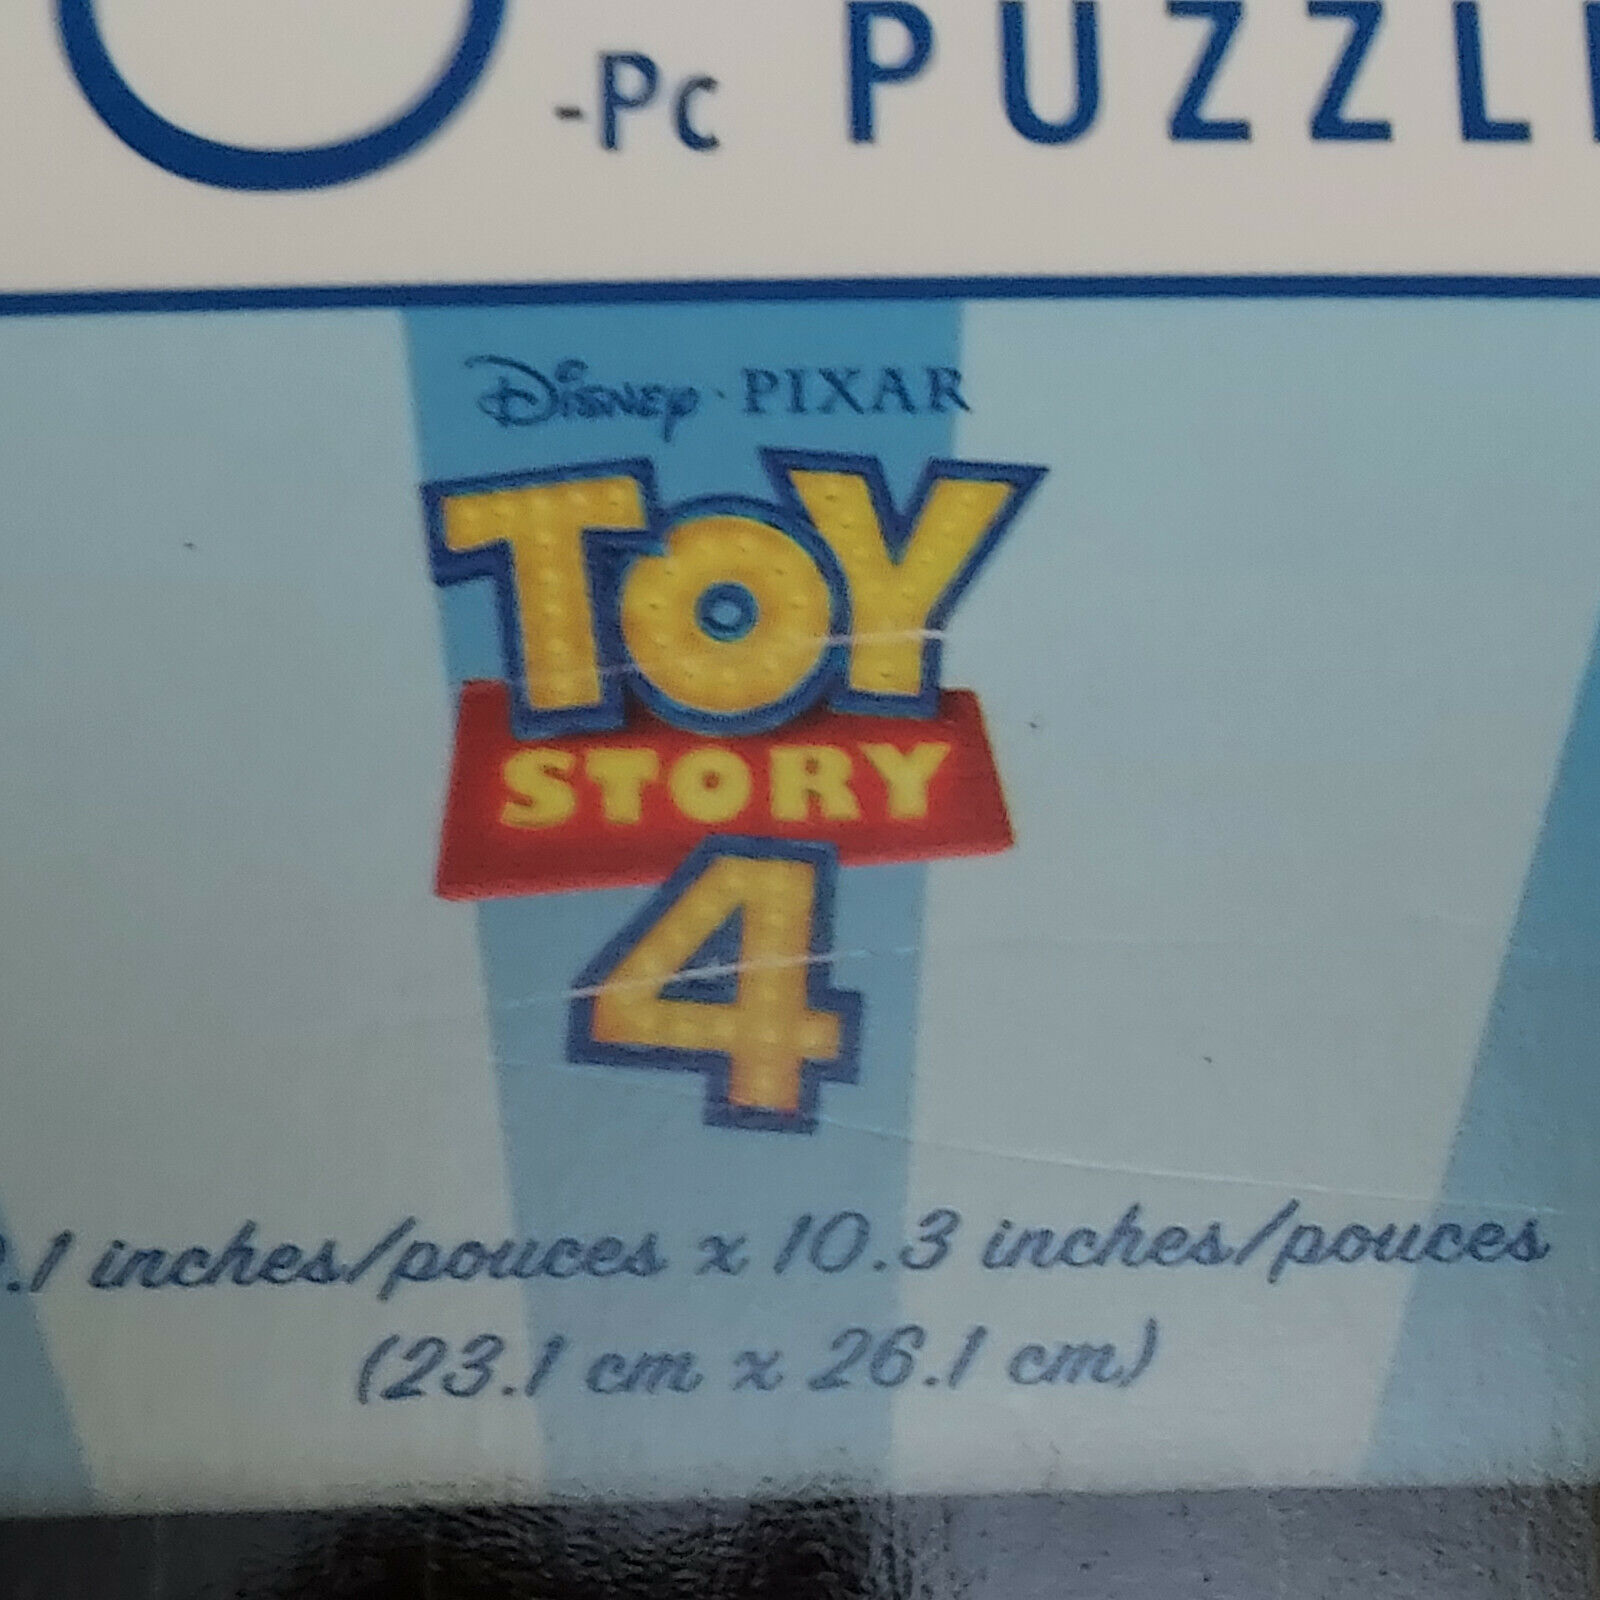 -Pc PUZZL
Disney · PIXAR
TOY
STORY
4
.1 inches/pouces x 10.3 inches/pouces
(23.1 cm x 26.1 cm)